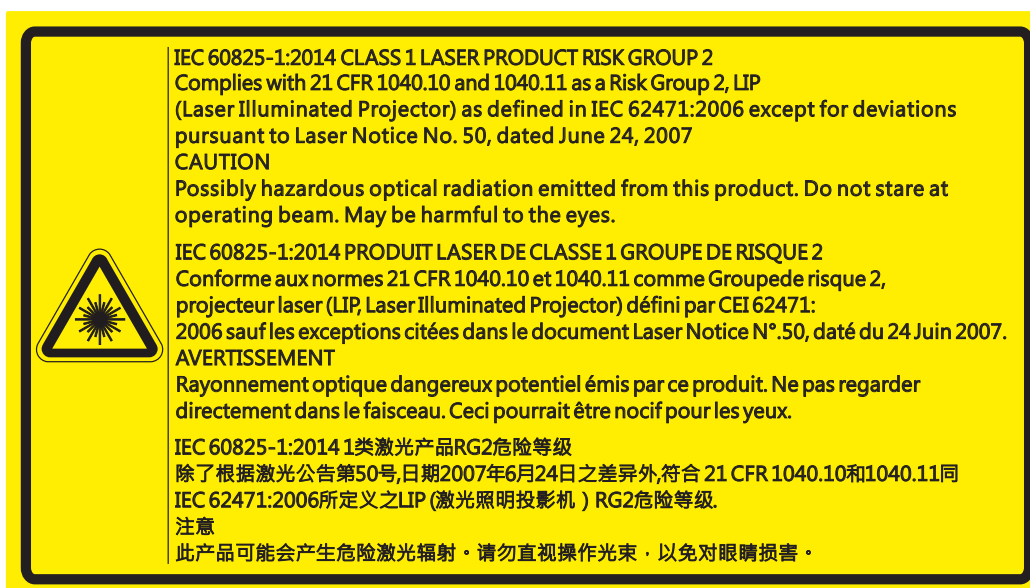 IEC 60825-1:2014 CLASS 1 LASER PRODUCT RISK GROUP 2
Complies with 21 CFR 1040.10 and 1040.11 as a Risk Group 2, LIP
(Laser Illuminated Projector) as defined in IEC 62471:2006 except for deviations
pursuant to Laser Notice No. 50, dated June 24, 2007
CAUTION
Possibly hazardous optical radiation emitted from this product. Do not stare at
operating beam. May be harmful to the eyes.
IEC 60825-1:2014 PRODUIT LASER DE CLASSE 1 GROUPE DE RISQUE 2
Conforme aux normes 21 CFR 1040.10 et 1040.11 comme Groupede risque 2,
projecteur laser (LIP, Laser Illuminated Projector) défini par CEI 62471:
2006 sauf les exceptions citées dans le document Laser Notice N°.50, daté du 24 Juin 2007.
AVERTISSEMENT
Rayonnement optique dangereux potentiel émis par ce produit. Ne pas regarder
directement dans le faisceau. Ceci pourrait être nocif pour les yeux.
IEC 60825-1:2014 1类激光产品RG2危险等级
除了根据激光公告第50号,日期2007年6月24日之差异外,符合 21 CFR 1040.10和1040.11同
IEC 62471:2006所定义之LIP (激光照明投影机 ) RG2危险等级.
注意
此产品可能会产生危险激光辐射。请勿直视操作光束，以免对眼睛损害。